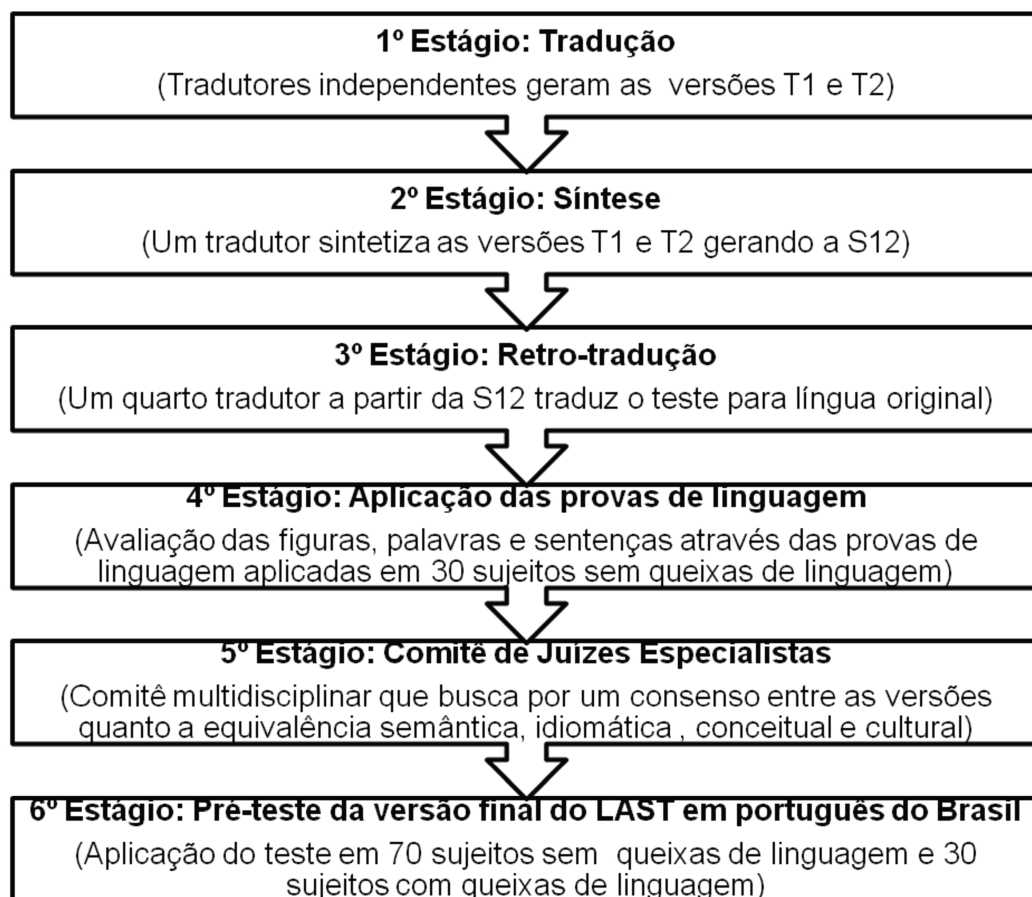 1º Estágio: Tradução
(Tradutores independentes geram as versões T1 e T2)
2º Estágio: Síntese
(Um tradutor sintetiza as versões T1 e T2 gerando a S12)
3º Estágio: Retro-tradução
(Um quarto tradutor a partir da S12 traduz o teste para língua original)
4º Estágio: Aplicação das provas de linguagem
(Avaliação das figuras, palavras e sentenças através das provas de
linguagem aplicadas em 30 sujeitos sem queixas de linguagem)
5º Estágio: Comitê de Juízes Especialistas
(Comitê multidisciplinar que busca por um consenso entre as versões
quanto a equivalência semântica, idiomática , conceitual e cultural)
6º Estágio: Pré-teste da versão final do LAST em português do Brasil
(Aplicação do teste em 70 sujeitos sem queixas de linguagem e 30
sujeitos com queixas de linguagem)